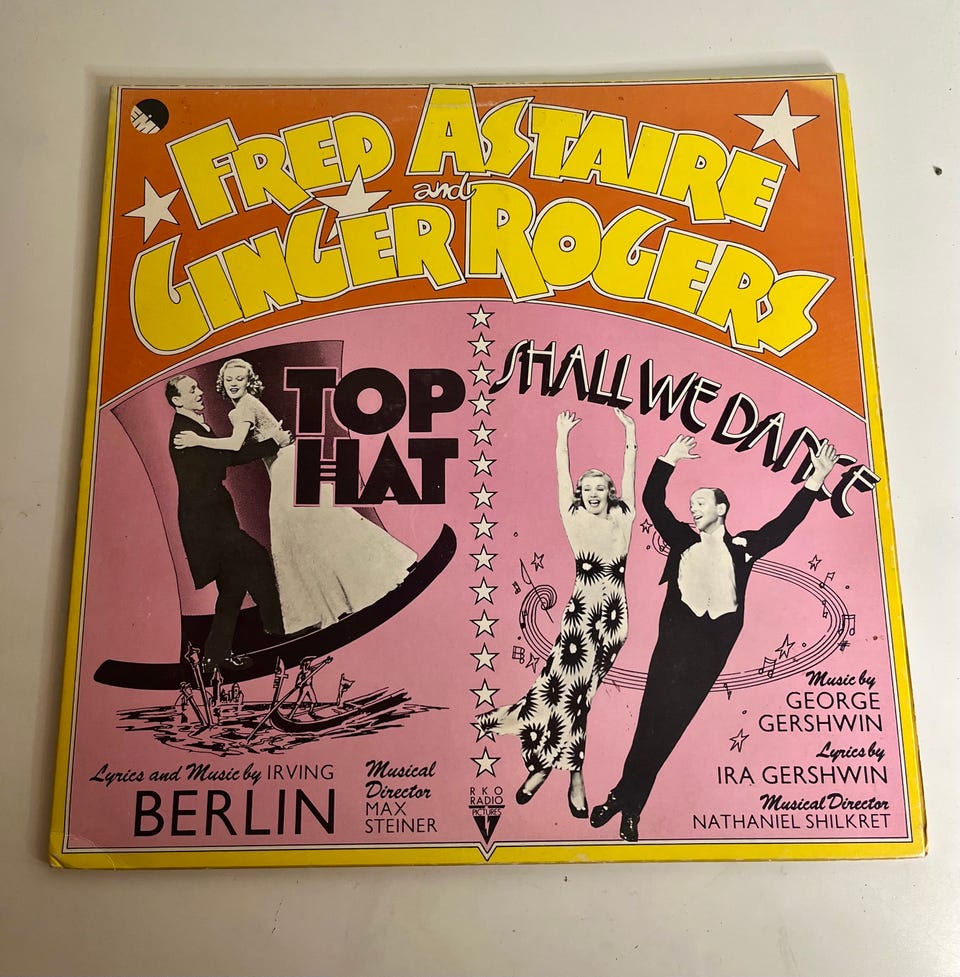 EMI
FRED ASTAIRE
and
GINGER ROGERS
TOP
HAT
SHALL WE DANCE
Lyrics and Music by IRVING
BERLIN
Musical
Director
MAX
STEINER
RKO
RADIO
PICTURES
Music by
GEORGE
GERSHWIN
Lyrics by
IRA GERSHWIN
Musical Director
NATHANIEL SHILKRET